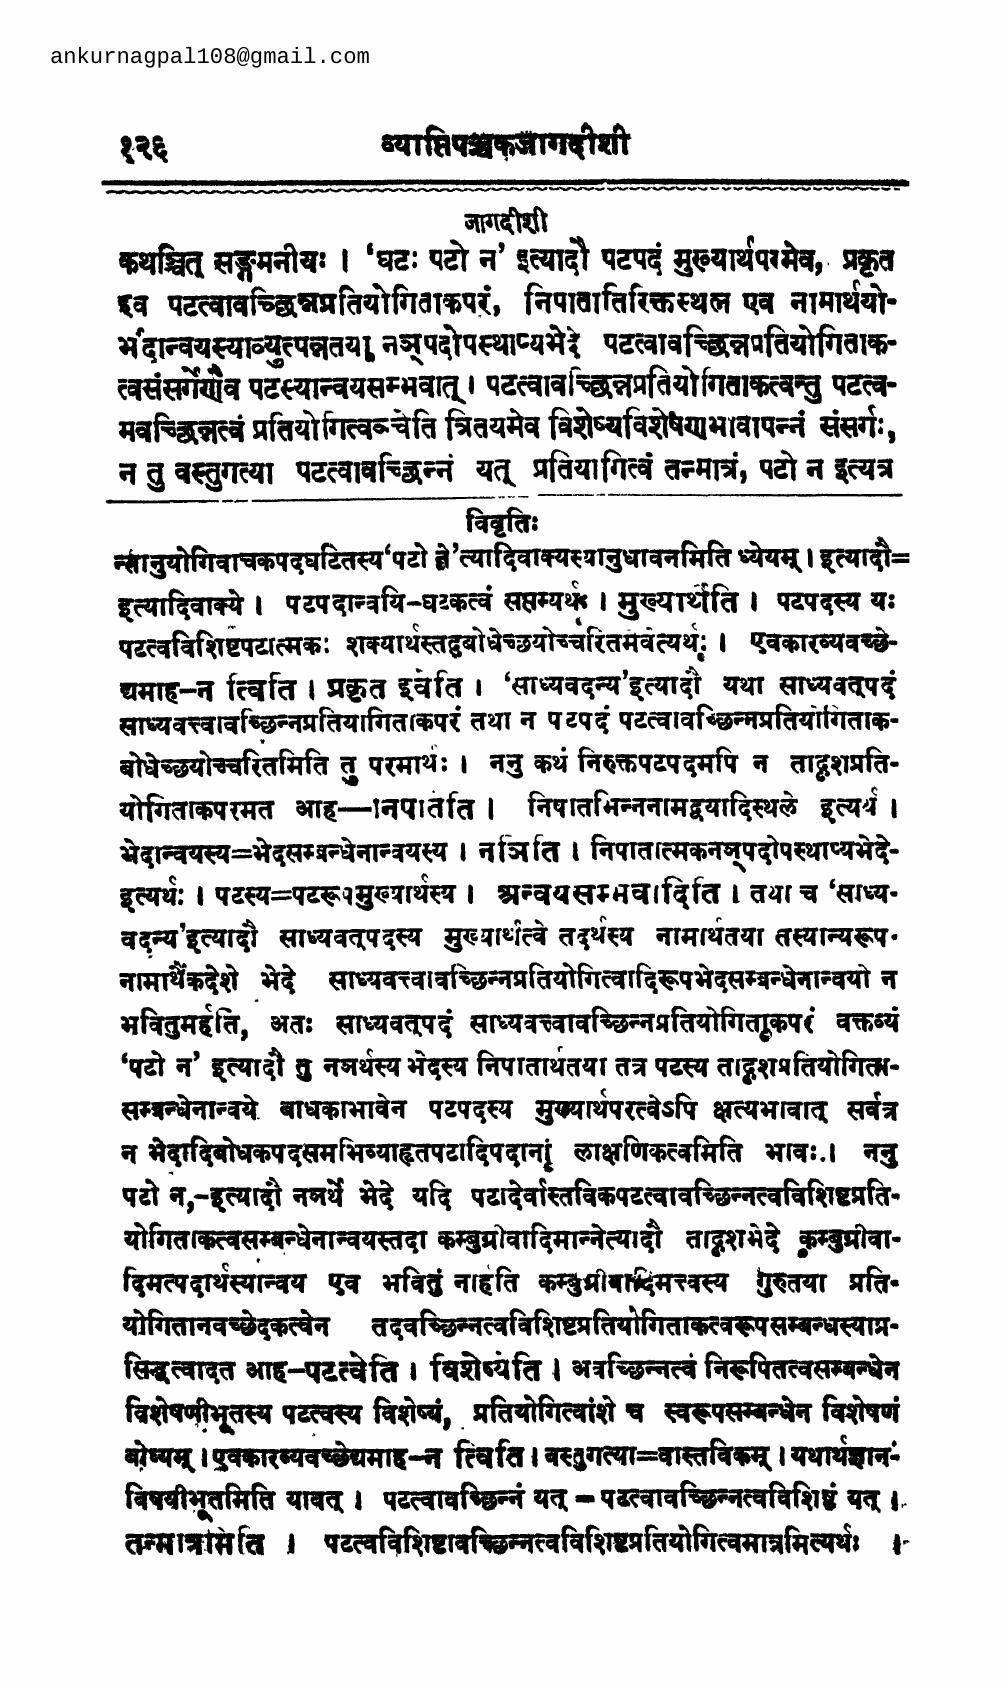 ankurnagpal108@gmail.com
१२६ व्याप्तिपञ्चकजागदीशी
जागदीशी
कथञ्चित् सङ्गमनीयः । ‘घटः पटो न’ इत्यादौ पटपदं मुख्यार्थपरमेव, प्रकृत
इव पटत्वावच्छिन्नप्रतियोगिताकपरं, निपातातिरिक्तस्थल एव नामार्थयो-
र्भेदान्वयस्याव्युत्पन्नतया, नञ्पदोपस्थाप्यभेदे पटत्वावच्छिन्नप्रतियोगिताक-
त्वसंसर्गेणैव पटस्यान्वयसम्भवात् । पटत्वावच्छिन्नप्रतियोगिताकत्वन्तु पटत्व-
मवच्छिन्नत्वं प्रतियोगित्वञ्चेति त्रितयमेव विशेष्यविशेषणभावापन्नं संसर्गः,
न तु वस्तुगत्या पटत्वावच्छिन्नं यत् प्रतियोगित्वं तन्मात्रं, पटो न इत्यत्र
विवृतिः
न्सानुयोगिवाचकपदघटितस्य ‘पटो ने’त्यादिवाक्यस्यानुधावनमिति ध्येयम् । इत्यादौ=
इत्यादिवाक्ये । पटपदान्वयि-घटकत्वं सप्तम्यर्थः । मुख्यार्थेति । पटपदस्य यः
पटत्वविशिष्टपटात्मकः शक्यार्थस्तद्बोधेच्छयोच्चरितमेवेत्यर्थः । एवकारव्यवच्छे-
द्यमाह–न त्विति । प्रकृत इवेति । ‘साध्यवदन्य’इत्यादौ यथा साध्यवत्पदं
साध्यवत्त्वावच्छिन्नप्रतियोगिताकपरं तथा न पटपदं पटत्वावच्छिन्नप्रतियोगिताक-
बोधेच्छयोच्चरितमिति तु परमार्थः । ननु कथं निरुक्तपटपदमपि न तादृशप्रति-
योगिताकपरमत आह—निपातेति । निपातभिन्ननामद्वयादिस्थले इत्यर्थः ।
भेदान्वयस्य=भेदसम्बन्धेनान्वयस्य । नञिति । निपातात्मकनञ्पदोपस्थाप्यभेदे-
इत्यर्थः । पटस्य=पटरूपमुख्यार्थस्य । अन्वयसम्भवादिति । तथा च ‘साध्य-
वदन्य’इत्यादौ साध्यवत्पदस्य मुख्यार्थत्वे तदर्थस्य नामार्थतया तस्यान्यरूप-
नामार्थैकदेशे भेदे साध्यवत्त्वावच्छिन्नप्रतियोगित्वादिरूपभेदसम्बन्धेनान्वयो न
भवितुमर्हति, अतः साध्यवत्पदं साध्यवत्त्वावच्छिन्नप्रतियोगिताकपरं वक्तव्यं
‘पटो न’ इत्यादौ तु नञर्थस्य भेदस्य निपातार्थतया तत्र पटस्य तादृशप्रतियोगिता-
सम्बन्धेनान्वये बाधकाभावेन पटपदस्य मुख्यार्थपरत्वेऽपि क्षत्यभावात् सर्वत्र
न भेदादिबोधकपदसमभिव्याहृतपटादिपदानां लाक्षणिकत्वमिति भावः । ननु
पटो न,–इत्यादौ नञर्थे भेदे यदि पटादेर्वास्तविकपटत्वावच्छिन्नत्वविशिष्टप्रति-
योगिताकत्वसम्बन्धेनान्वयस्तदा कम्बुग्रीवादिमान्नेत्यादौ तादृशभेदे कम्बुग्रीवा-
दिमत्पदार्थस्यान्वय एव भवितुं नार्हति कम्बुग्रीवादिमत्त्वस्य गुरुतया प्रति-
योगितानवच्छेदकत्वेन तदवच्छिन्नत्वविशिष्टप्रतियोगिताकत्वरूपसम्बन्धस्याप्र-
सिद्धत्वादत आह–पटत्वेति । विशेष्येति । अत्रच्छिन्नत्वं निरूपितत्वसम्बन्धेन
विशेषणीभूतस्य पटत्वस्य विशेष्यं, प्रतियोगित्वांशे च स्वरूपसम्बन्धेन विशेषणं
बोध्यम् । एवकारव्यवच्छेद्यमाह–न त्विति । वस्तुगत्या=वास्तविकम् । यथार्थज्ञान-
विषयीभूतमिति यावत् । पटत्वावच्छिन्नं यत् – पटत्वावच्छिन्नत्वविशिष्टं यत् ।
तन्मात्रमिति । पटत्वविशिष्टावच्छिन्नत्वविशिष्टप्रतियोगित्वमात्रमित्यर्थः ।